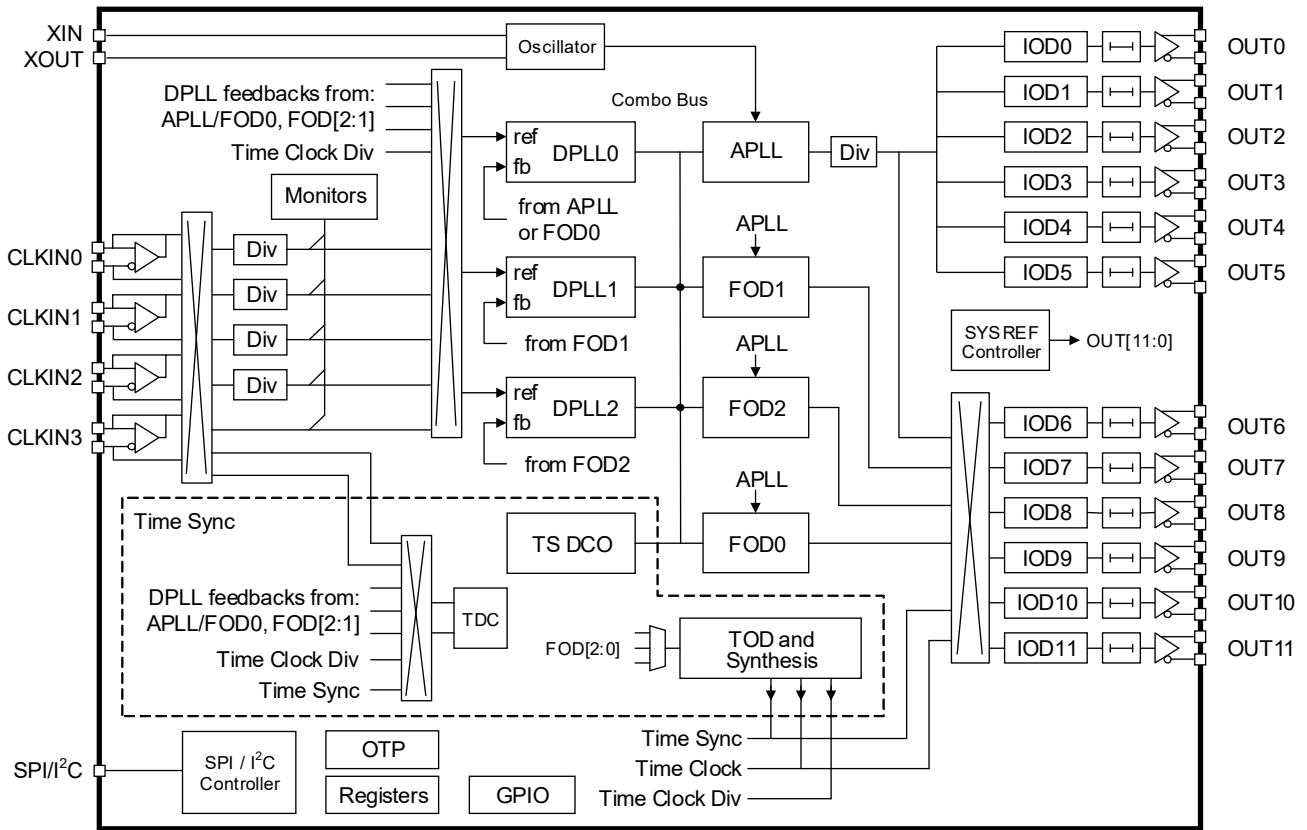 XIN
XOUT
Oscillator
DPLL feedbacks from:
APLL/FOD0, FOD[2:1]
Time Clock Div
Combo Bus
Monitors
ref
fb
DPLL0
APLL
Div
from APLL
or FOD0
IOD0
OUT0
IOD1
OUT1
IOD2
OUT2
IOD3
OUT3
IOD4
OUT4
IOD5
OUT5
CLKIN0
CLKIN1
CLKIN2
CLKIN3
Div
Div
Div
Div
ref
fb
DPLL1
from FOD1
APLL
FOD1
SYSREF
Controller
OUT[11:0]
ref
fb
DPLL2
from FOD2
APLL
FOD2
IOD6
OUT6
IOD7
OUT7
IOD8
OUT8
IOD9
OUT9
IOD10
OUT10
IOD11
OUT11
Time Sync
TS DCO
APLL
FOD0
DPLL feedbacks from:
APLL/FOD0, FOD[2:1]
Time Clock Div
Time Sync
TDC
FOD[2:0]
TOD and
Synthesis
Time Sync
Time Clock
Time Clock Div
SPI/I²C
SPI / I²C
Controller
OTP
Registers
GPIO